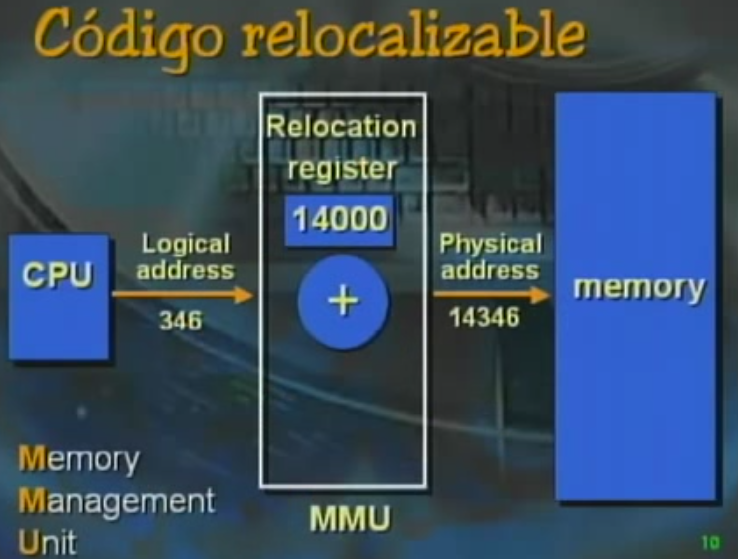 Código relocalizable
Relocation
register
14000
CPU
Logical
address
346
+
Physical
address
14346
memory
Memory
Management
Unit
MMU
10